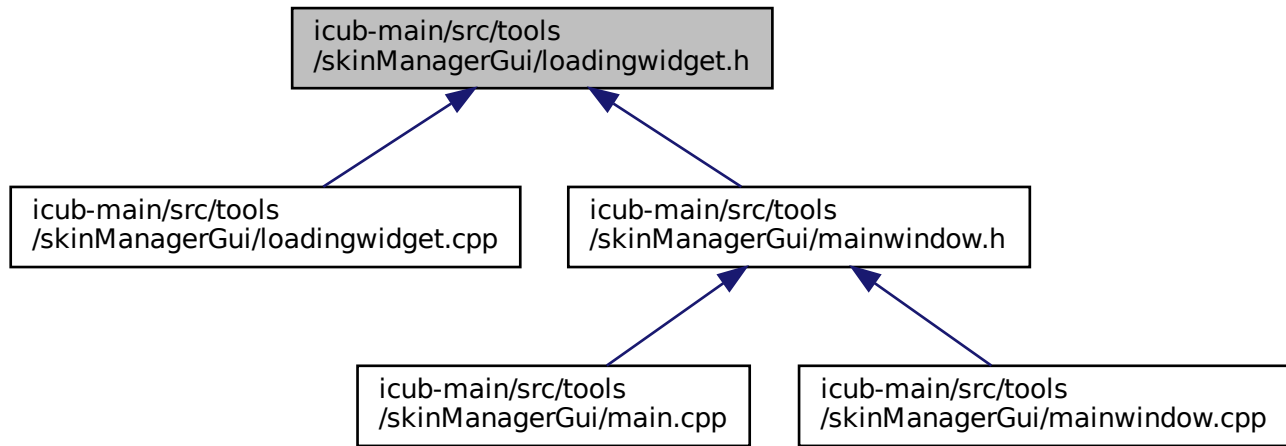 icub-main/src/tools
/skinManagerGui/loadingwidget.h
icub-main/src/tools
/skinManagerGui/loadingwidget.cpp
icub-main/src/tools
/skinManagerGui/mainwindow.h
icub-main/src/tools
/skinManagerGui/main.cpp
icub-main/src/tools
/skinManagerGui/mainwindow.cpp